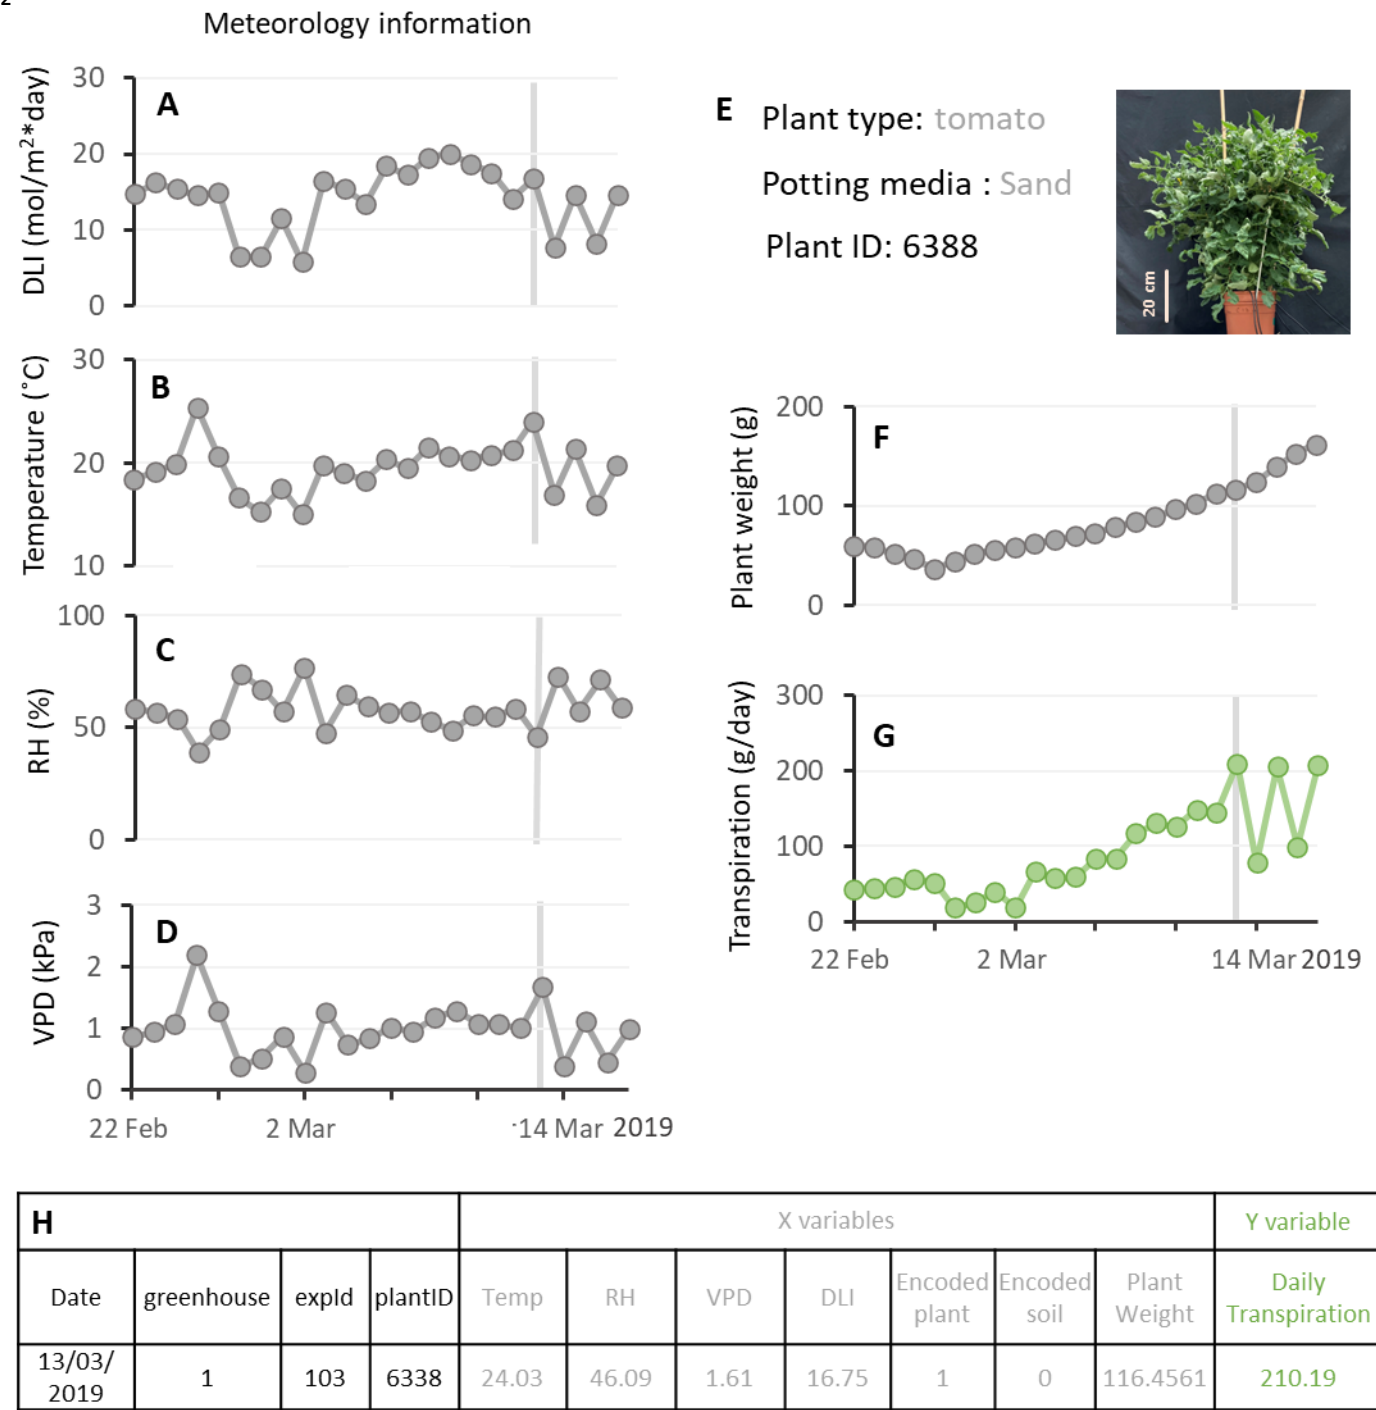 2
Meteorology information
A
DLI (mol/m²*day)
30
20
10
0
B
Temperature (˚C)
30
20
10
C
RH (%)
100
50
0
D
VPD (kPa)
3
2
1
0
22 Feb
2 Mar
14 Mar 2019
E
Plant type: tomato
Potting media : Sand
Plant ID: 6388
20 cm
F
Plant weight (g)
200
100
0
G
Transpiration (g/day)
300
200
100
0
22 Feb
2 Mar
14 Mar 2019
H
X variables
Y variable
Date
greenhouse
expId
plantID
Temp
RH
VPD
DLI
Encoded
plant
Encoded
soil
Plant
Weight
Daily
Transpiration
13/03/
2019
1
103
6338
24.03
46.09
1.61
16.75
1
0
116.4561
210.19